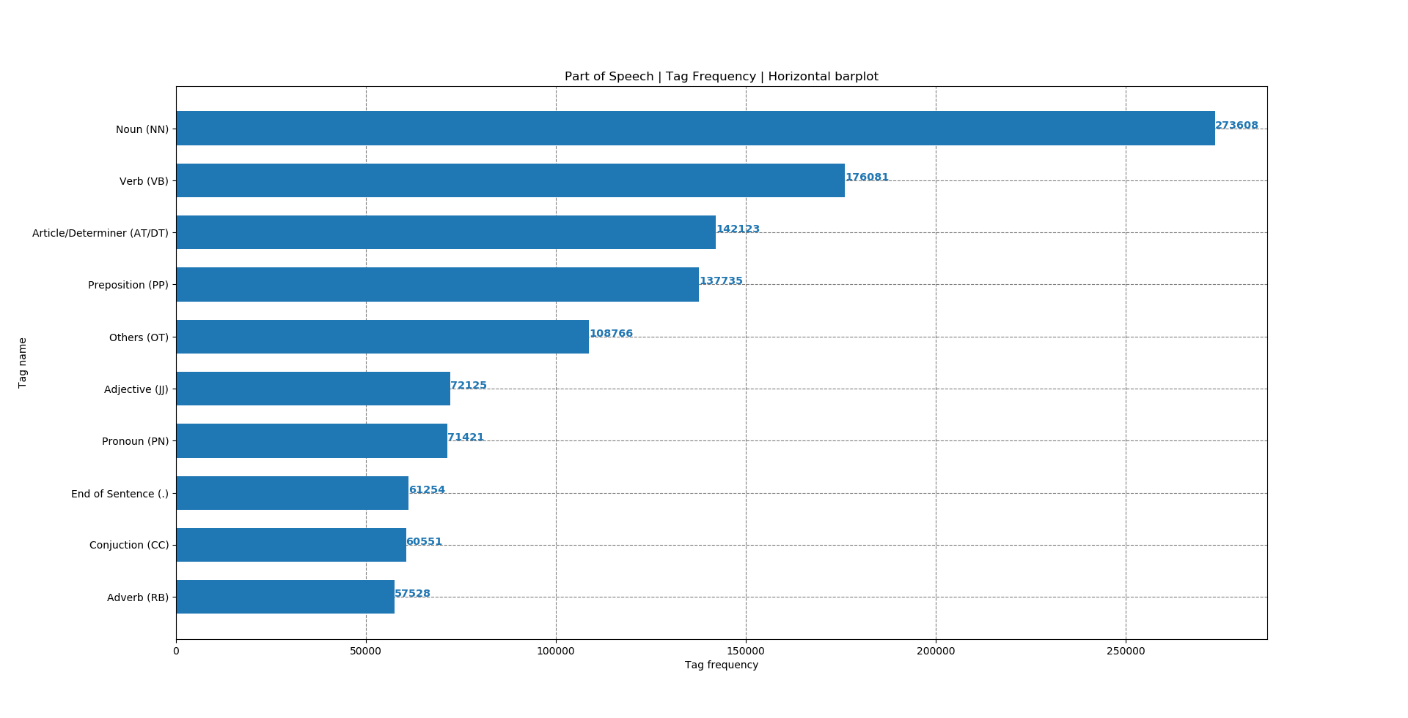 Part of Speech | Tag Frequency | Horizontal barplot
Noun (NN) 273608
Verb (VB) 176081
Article/Determiner (AT/DT) 142123
Preposition (PP) 137735
Others (OT) 108766
Adjective (JJ) 72125
Pronoun (PN) 71421
End of Sentence (.) 61254
Conjuction (CC) 60551
Adverb (RB) 57528
Tag name
0 50000 100000 150000 200000 250000
Tag frequency